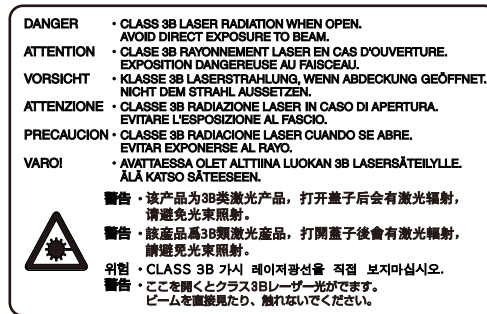 DANGER · CLASS 3B LASER RADIATION WHEN OPEN.
AVOID DIRECT EXPOSURE TO BEAM.
ATTENTION · CLASE 3B RAYONNEMENT LASER EN CAS D'OUVERTURE.
EXPOSITION DANGEREUSE AU FAISCEAU.
VORSICHT · KLASSE 3B LASERSTRAHLUNG, WENN ABDECKUNG GEÖFFNET.
NICHT DEM STRAHL AUSSETZEN.
ATTENZIONE · CLASSE 3B RADIAZIONE LASER IN CASO DI APERTURA.
EVITARE L'ESPOSIZIONE AL FASCIO.
PRECAUCION · CLASSE 3B RADIACIONE LASER CUANDO SE ABRE.
EVITAR EXPONERSE AL RAYO.
VARO! · AVATTAESSA OLET ALTTIINA LUOKAN 3B LASERSÄTEILYLLE.
ÄLÄ KATSO SÄTEESEEN.
警告 · 该产品为3B类激光产品，打开盖子后会有激光辐射，
请避免光束照射。
警告 · 該産品爲3B類激光産品，打開蓋子後會有激光輻射，
請避免光束照射。
위험 · CLASS 3B 가시 레이저광선을 직접 보지마십시오.
警告 · ここを開くとクラス3Bレーザー光がでます。
ビームを直接見たり、触れないでください。